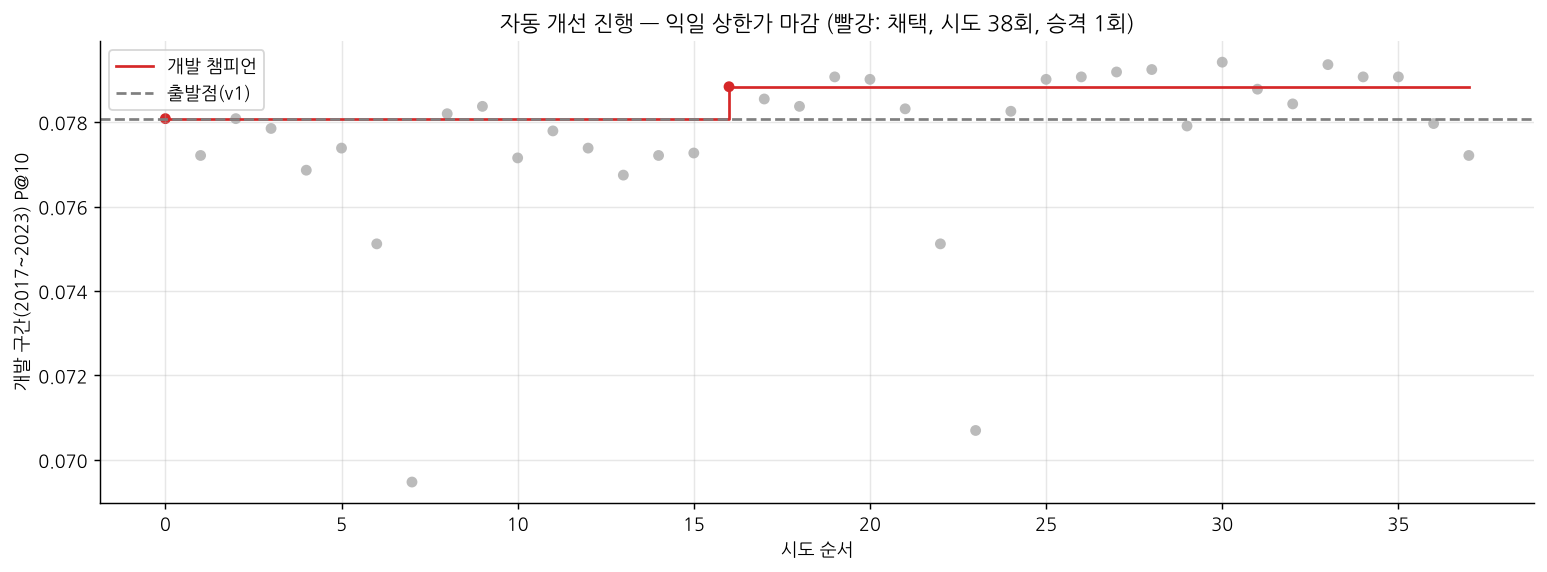 자동 개선 진행 — 익일 상한가 마감 (빨강: 채택, 시도 38회, 승격 1회)
개발 챔피언
출발점(v1)
개발 구간(2017~2023) P@10
0.078
0.076
0.074
0.072
0.070
0
5
10
15
20
25
30
35
시도 순서